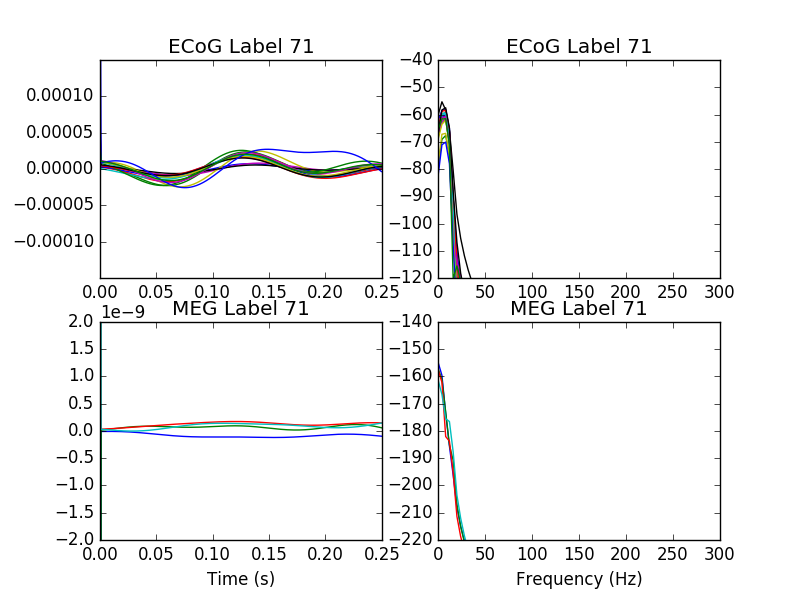 ECoG Label 71
0.00010
0.00005
0.00000
−0.00005
−0.00010
0.00 0.05 0.10 0.15 0.20 0.25
ECoG Label 71
−40
−50
−60
−70
−80
−90
−100
−110
−120
0 50 100 150 200 250 300
MEG Label 71
1e−9
2.0
1.5
1.0
0.5
0.0
−0.5
−1.0
−1.5
−2.0
0.00 0.05 0.10 0.15 0.20 0.25
Time (s)
MEG Label 71
−140
−150
−160
−170
−180
−190
−200
−210
−220
0 50 100 150 200 250 300
Frequency (Hz)